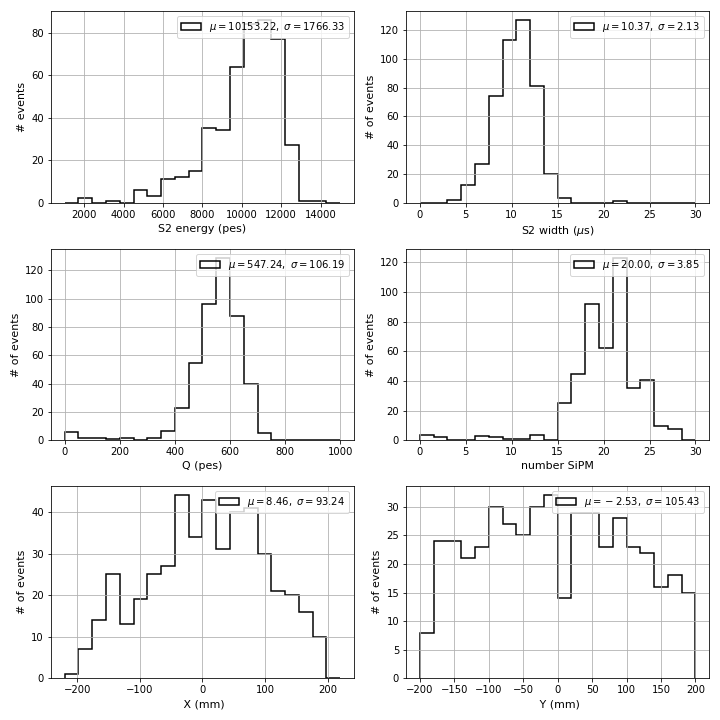 μ = 10153.22, σ = 1766.33
# events
80
60
40
20
0
2000 4000 6000 8000 10000 12000 14000
S2 energy (pes)
μ = 10.37, σ = 2.13
# of events
120
100
80
60
40
20
0
0 5 10 15 20 25 30
S2 width (μs)
μ = 547.24, σ = 106.19
# of events
120
100
80
60
40
20
0
0 200 400 600 800 1000
Q (pes)
μ = 20.00, σ = 3.85
# of events
120
100
80
60
40
20
0
0 5 10 15 20 25 30
number SiPM
μ = 8.46, σ = 93.24
# of events
40
30
20
10
0
−200 −100 0 100 200
X (mm)
μ = −2.53, σ = 105.43
# of events
30
25
20
15
10
5
0
−200 −150 −100 −50 0 50 100 150 200
Y (mm)